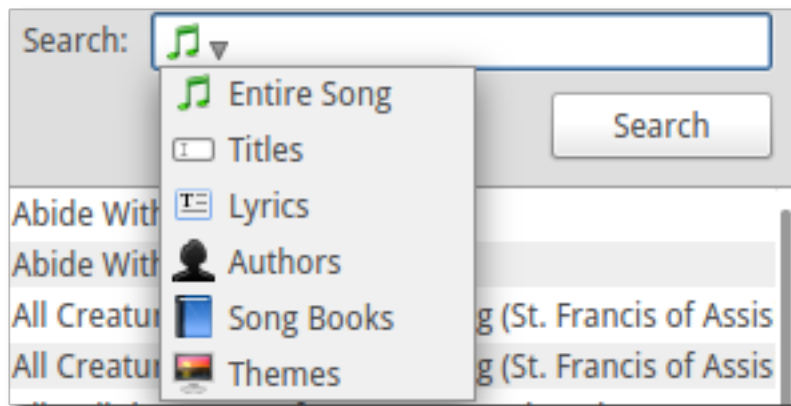 Search:
Entire Song
Search
Titles
Lyrics
Abide With
Authors
Abide With
Song Books
All Creatur g (St. Francis of Assis
Themes
All Creatur g (St. Francis of Assis